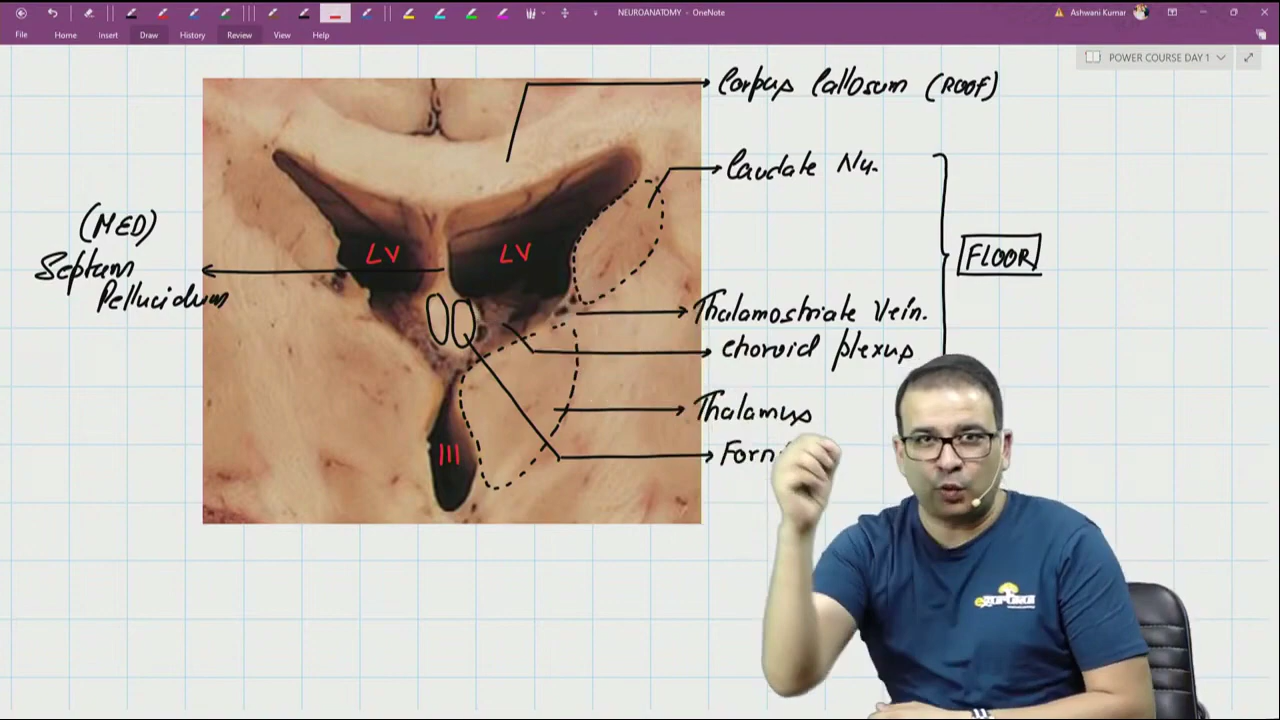 NEUROANATOMY - OneNote
Ashwani Kumar
File Home Insert Draw History Review View Help
POWER COURSE DAY 1
Corpus Callosum (ROOF)
Caudate Nu.
(MED)
Septum
Pellucidum
LV
LV
FLOOR
Thalamostriate Vein.
choroid plexus
Thalamus
III